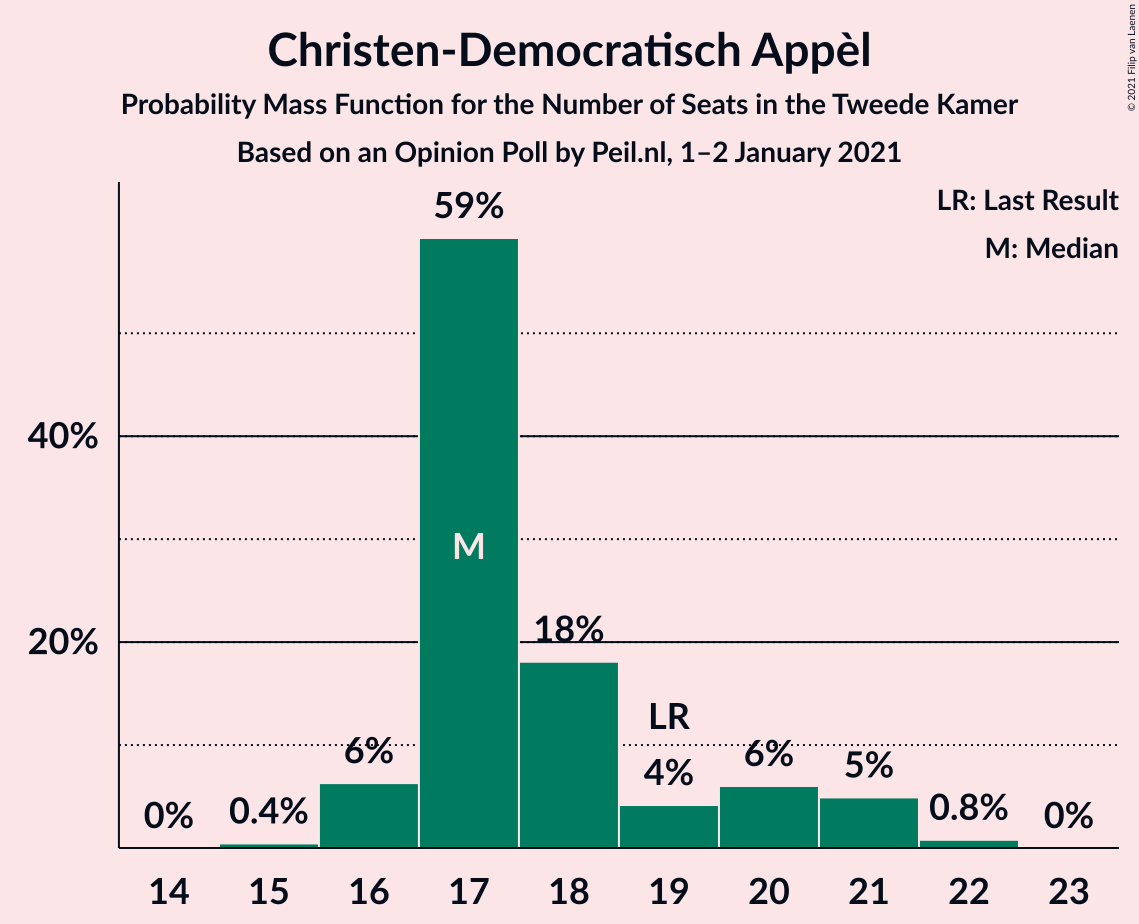 © 2021 Filip van Laenen
Christen-Democratisch Appèl
Probability Mass Function for the Number of Seats in the Tweede Kamer
Based on an Opinion Poll by Peil.nl, 1–2 January 2021
LR: Last Result
M: Median
59%
40%
M
20%
18%
LR
6%
6%
4%
5%
0%
0.4%
0.8%
0%
14 15 16 17 18 19 20 21 22 23